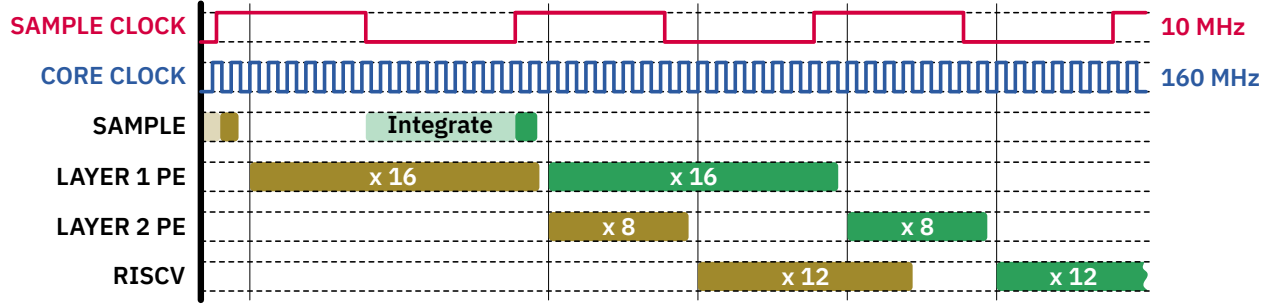 SAMPLE CLOCK 10 MHz
CORE CLOCK 160 MHz
SAMPLE Integrate
LAYER 1 PE x 16 x 16
LAYER 2 PE x 8 x 8
RISCV x 12 x 12